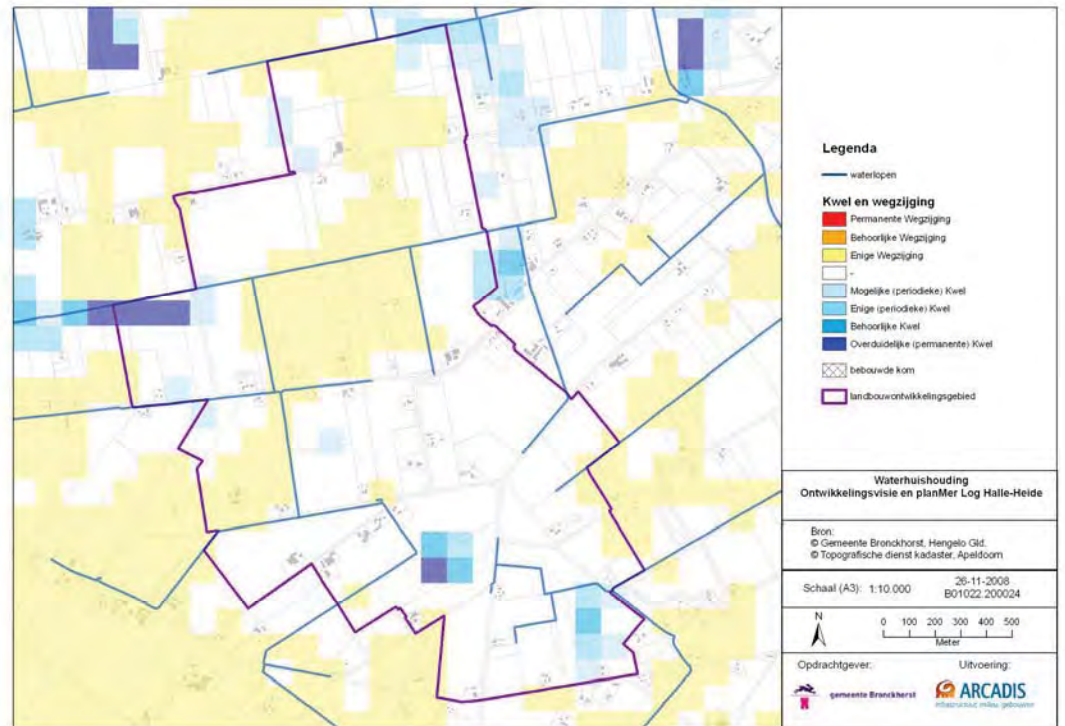 Legenda
waterlopen
Kwel en wegzijging
Permanente Wegzijging
Behoorlijke Wegzijging
Enige Wegzijging
-
Mogelijke (periodieke) Kwel
Enige (periodieke) Kwel
Behoorlijke Kwel
Overduidelijke (permanente) Kwel
bebouwde kom
landbouwontwikkelingsgebied
Waterhuishouding
Ontwikkelingsvisie en planMer Log Halle-Heide
Bron:
© Gemeente Bronckhorst, Hengelo Gld.
© Topografische dienst kadaster, Apeldoorn
Schaal (A3): 1:10.000
26-11-2008
B01022.200024
N
0 100 200 300 400 500
Meter
Opdrachtgever: Uitvoering:
gemeente Bronckhorst
ARCADIS
infrastructuur, milieu, gebouwen